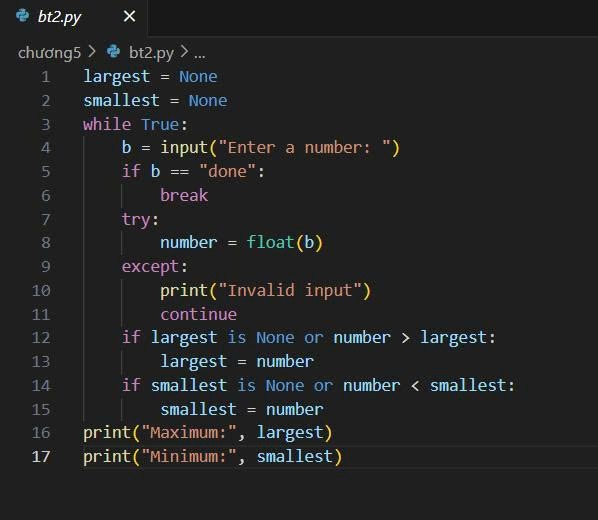 bt2.py ×
chương5 > bt2.py > ...
1 largest = None
2 smallest = None
3 while True:
4     b = input("Enter a number: ")
5     if b == "done":
6         break
7     try:
8         number = float(b)
9     except:
10         print("Invalid input")
11         continue
12     if largest is None or number > largest:
13         largest = number
14     if smallest is None or number < smallest:
15         smallest = number
16 print("Maximum:", largest)
17 print("Minimum:", smallest)